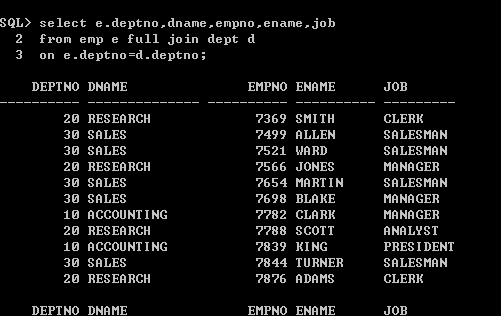 SQL> select e.deptno,dname,empno,ename,job
2 from emp e full join dept d
3 on e.deptno=d.deptno;
DEPTNO DNAME EMPNO ENAME JOB
---------- -------------- ---------- ---------- ---------
20 RESEARCH 7369 SMITH CLERK
30 SALES 7499 ALLEN SALESMAN
30 SALES 7521 WARD SALESMAN
20 RESEARCH 7566 JONES MANAGER
30 SALES 7654 MARTIN SALESMAN
30 SALES 7698 BLAKE MANAGER
10 ACCOUNTING 7782 CLARK MANAGER
20 RESEARCH 7788 SCOTT ANALYST
10 ACCOUNTING 7839 KING PRESIDENT
30 SALES 7844 TURNER SALESMAN
20 RESEARCH 7876 ADAMS CLERK
DEPTNO DNAME EMPNO ENAME JOB